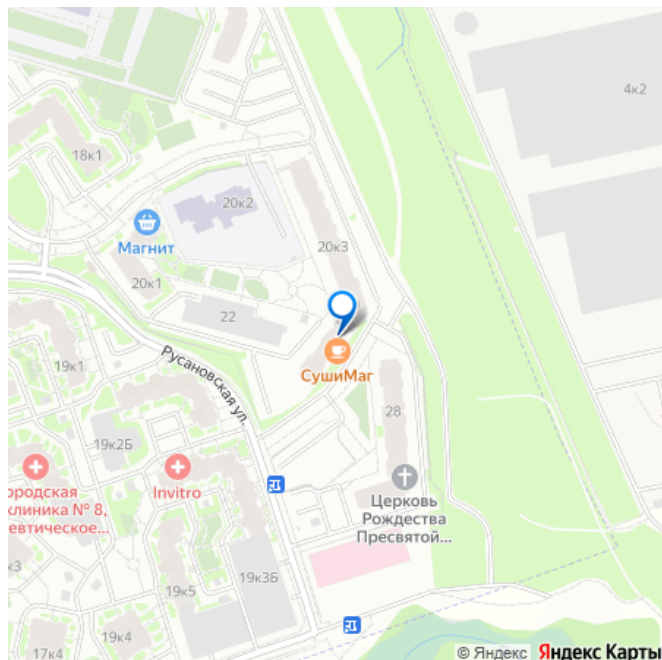 4к2
18к1
20к2
Магнит
20к3
20к1
22
Русановская ул.
СушиМаг
19к1
28
19к2Б
ородская
клиника № 8,
евтическое...
Invitro
Церковь
Рождества
Пресвятой...
к3
19к5
19к3Б
17к4
19к4
© Яндекс Яндекс Карты